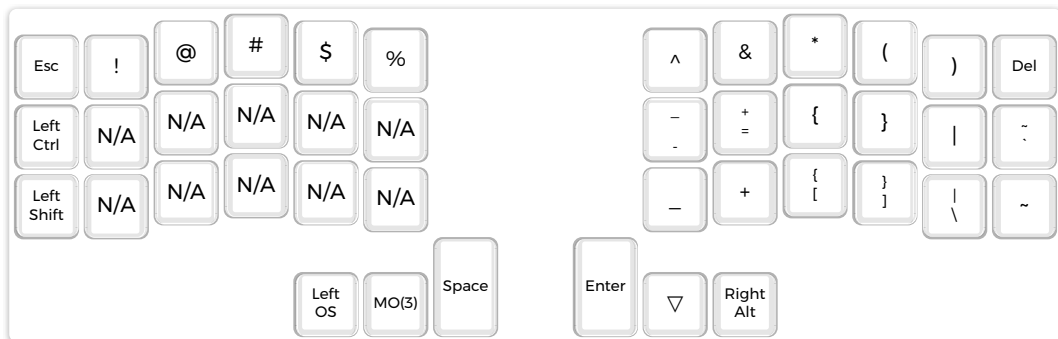 Esc ! @ # $ % ^ & * ( ) Del
Left
Ctrl
N/A N/A N/A N/A N/A
_
-
+
=
{ } |
~
`
Left
Shift
N/A N/A N/A N/A N/A _ +
{
[
}
]
|
\
~
Left
OS
MO(3) Space Enter ▽
Right
Alt